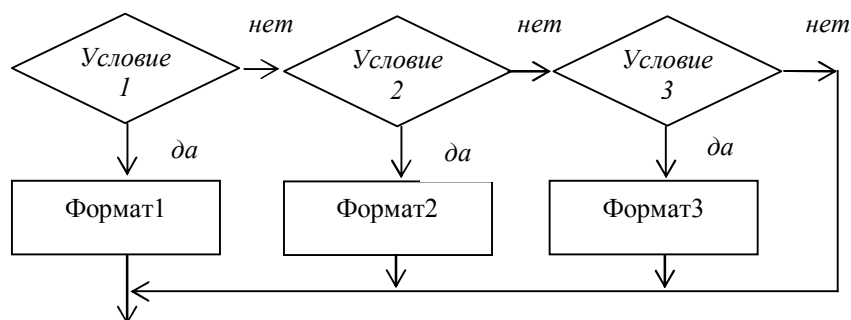 нет
нет
нет
Условие
1
Условие
2
Условие
3
да
да
да
Формат1
Формат2
Формат3